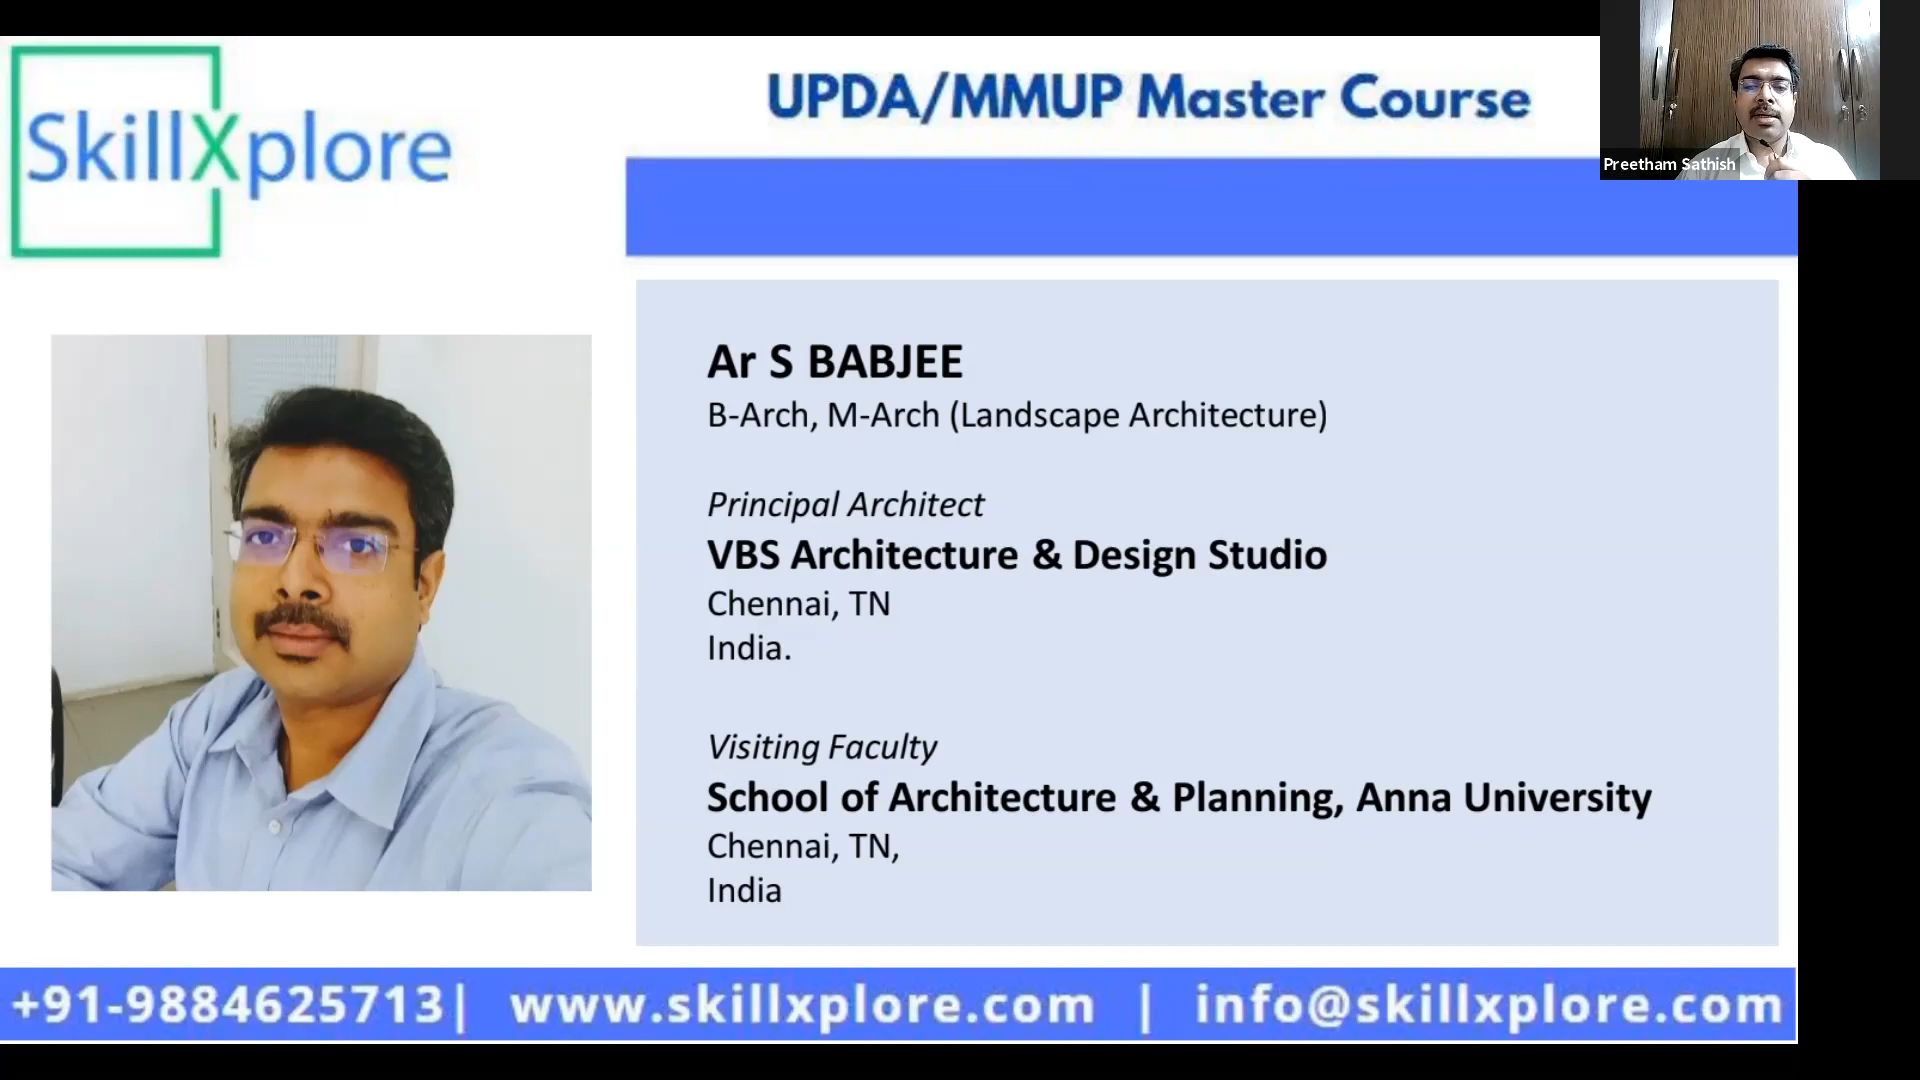 SkillXplore
UPDA/MMUP Master Course
Preetham Sathish
Ar S BABJEE
B-Arch, M-Arch (Landscape Architecture)
Principal Architect
VBS Architecture & Design Studio
Chennai, TN
India.
Visiting Faculty
School of Architecture & Planning, Anna University
Chennai, TN,
India
+91-9884625713| www.skillxplore.com | info@skillxplore.com